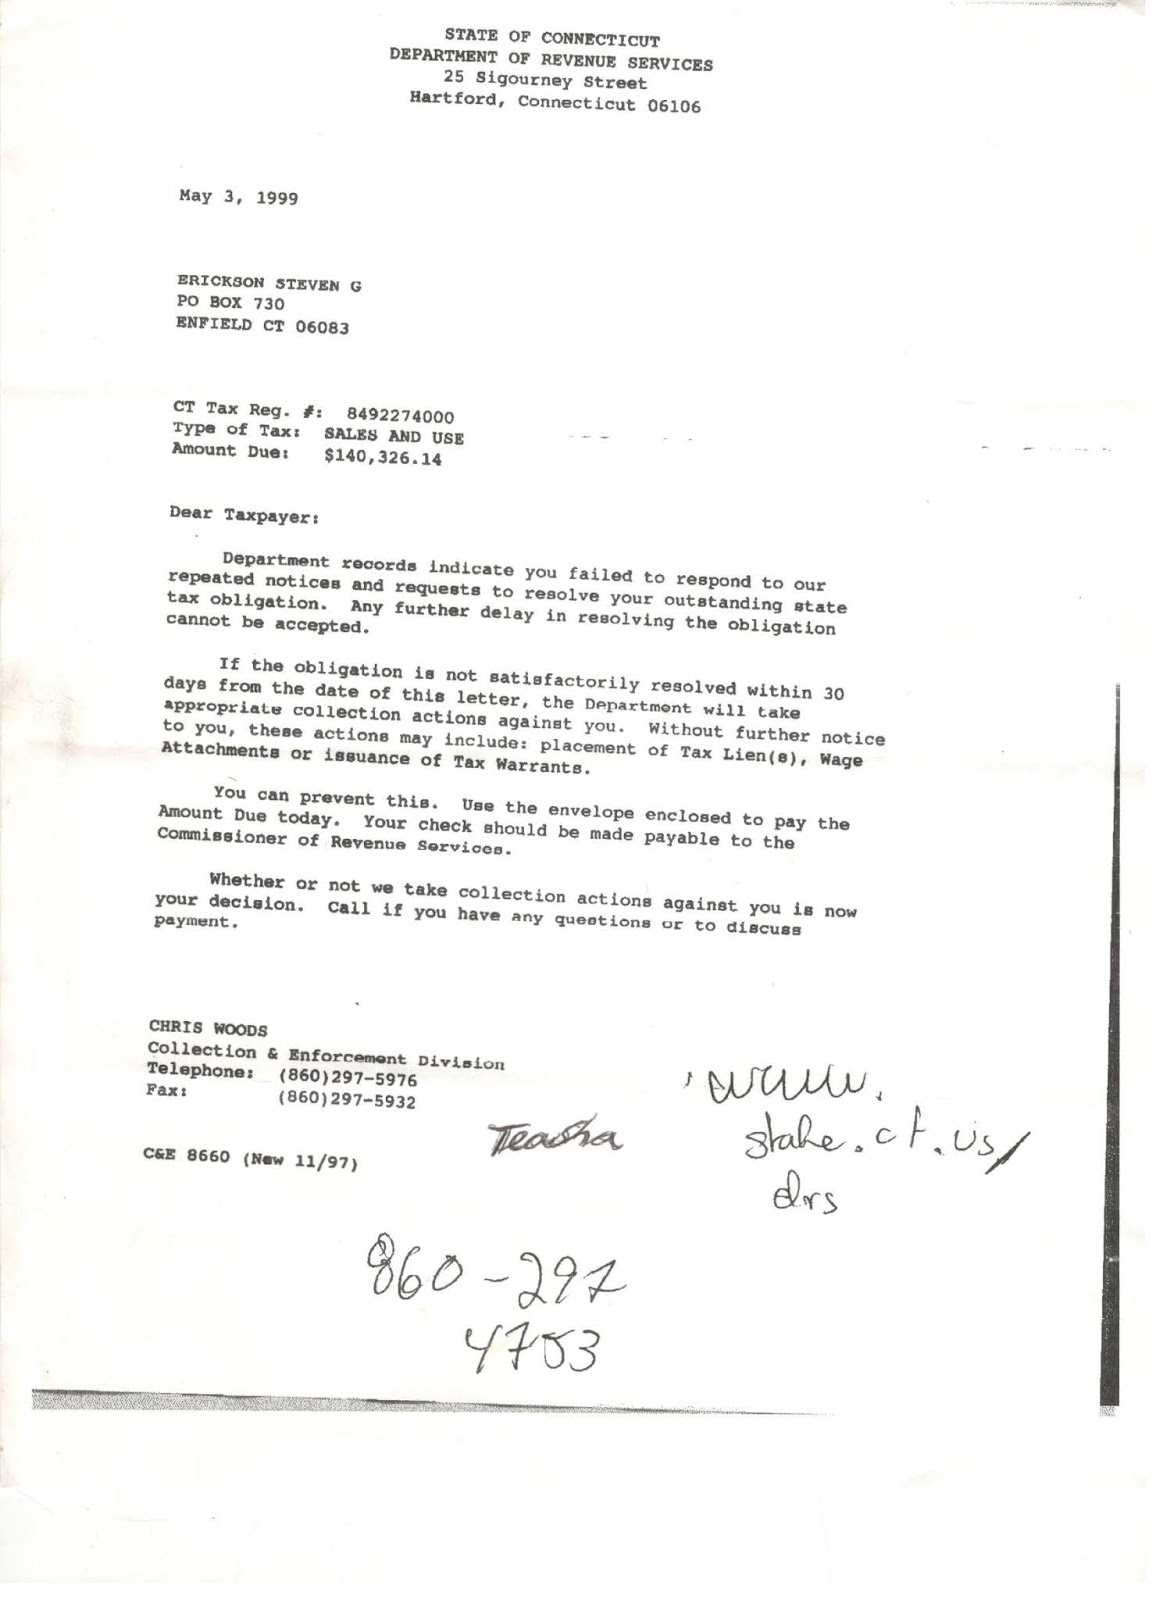 STATE OF CONNECTICUT
DEPARTMENT OF REVENUE SERVICES
25 Sigourney Street
Hartford, Connecticut 06106
May 3, 1999
ERICKSON STEVEN G
PO BOX 730
ENFIELD CT 06083
CT Tax Reg. #: 8492274000
Type of Tax: SALES AND USE
Amount Due: $140,326.14
Dear Taxpayer:
Department records indicate you failed to respond to our
repeated notices and requests to resolve your outstanding state
tax obligation. Any further delay in resolving the obligation
cannot be accepted.
If the obligation is not satisfactorily resolved within 30
days from the date of this letter, the Department will take
appropriate collection actions against you. Without further notice
to you, these actions may include: placement of Tax Lien(s), Wage
Attachments or issuance of Tax Warrants.
You can prevent this. Use the envelope enclosed to pay the
Amount Due today. Your check should be made payable to the
Commissioner of Revenue Services.
Whether or not we take collection actions against you is now
your decision. Call if you have any questions or to discuss
payment.
CHRIS WOODS
Collection & Enforcement Division
Telephone: (860)297-5976
Fax: (860)297-5932
www.
Teasha
state.ct.us/
C&E 8660 (New 11/97)
drs
860-297
4753